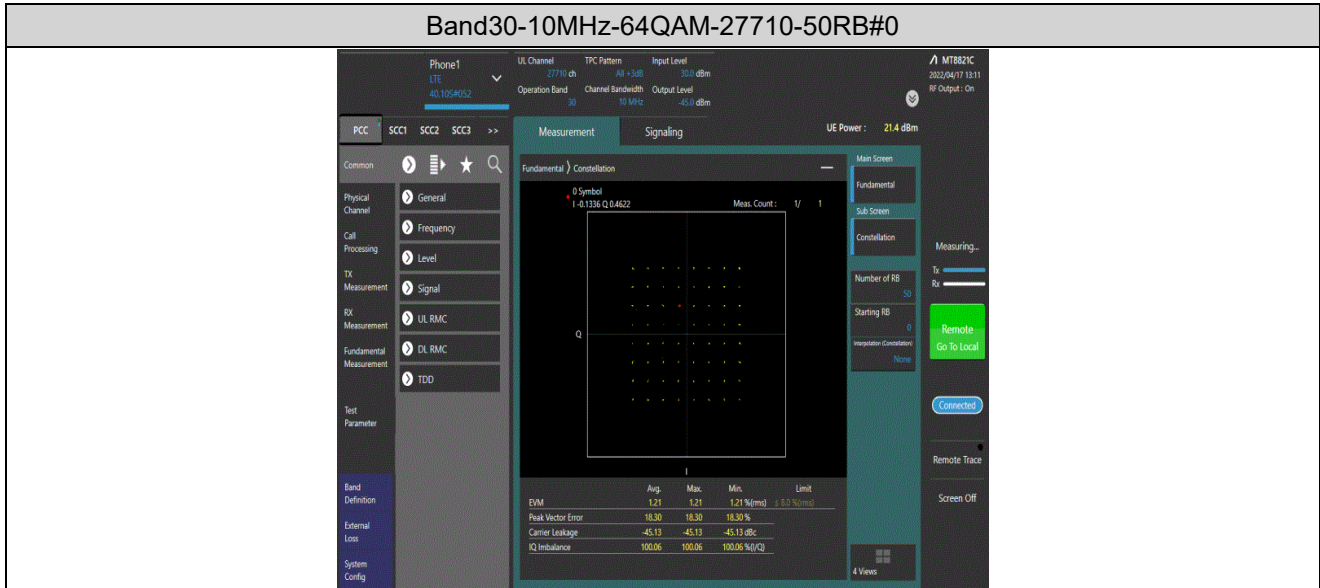 Band30-10MHz-64QAM-27710-50RB#0
Phone1
LTE
40.10S#052
UL Channel TPC Pattern Input Level
27710 ch All +3dB 30.0 dBm
Operation Band Channel Bandwidth Output Level
30 10 MHz -45.0 dBm
MT8821C
2022/04/17 13:11
RF Output : On
PCC SCC1 SCC2 SCC3 >>
Measurement Signaling
UE Power : 21.4 dBm
Common
Physical
Channel
Call
Processing
TX
Measurement
RX
Measurement
Fundamental
Measurement
Test
Parameter
Band
Definition
External
Loss
System
Config
General
Frequency
Level
Signal
UL RMC
DL RMC
TDD
Fundamental 〉 Constellation
0 Symbol
I -0.1336 Q 0.4622 Meas. Count : 1/ 1
Q
I
Avg. Max. Min. Limit
EVM 1.21 1.21 1.21 %(rms) ≤ 8.0 %(rms)
Peak Vector Error 18.30 18.30 18.30 %
Carrier Leakage -45.13 -45.13 -45.13 dBc
IQ Imbalance 100.06 100.06 100.06 %(I/Q)
Main Screen
Fundamental
Sub Screen
Constellation
Number of RB
50
Starting RB
0
Interpolation (Constellation)
None
4 Views
Measuring...
Tx
Rx
Remote
Go To Local
Connected
Remote Trace
Screen Off